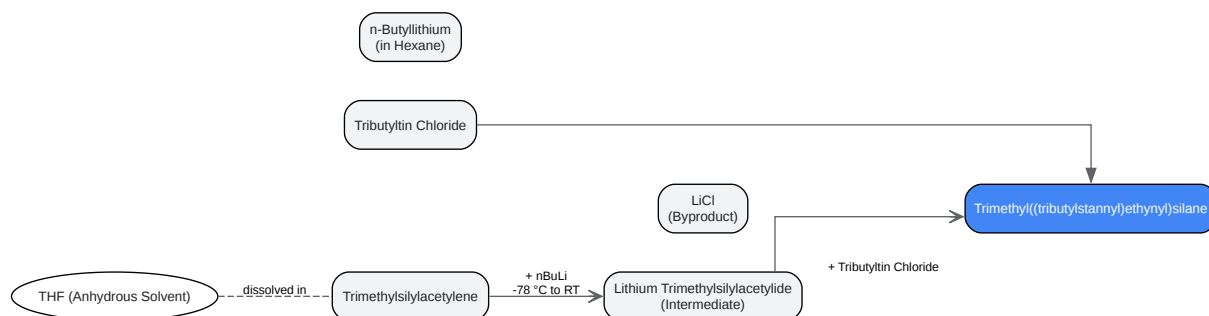 n-Butyllithium
(in Hexane)
Tributyltin Chloride
LiCl
(Byproduct)
Trimethyl((tributylstannyl)ethynyl)silane
+ Tributyltin Chloride
THF (Anhydrous Solvent)
dissolved in
Trimethylsilylacetylene
+ nBuLi
-78 °C to RT
Lithium Trimethylsilylacetylide
(Intermediate)